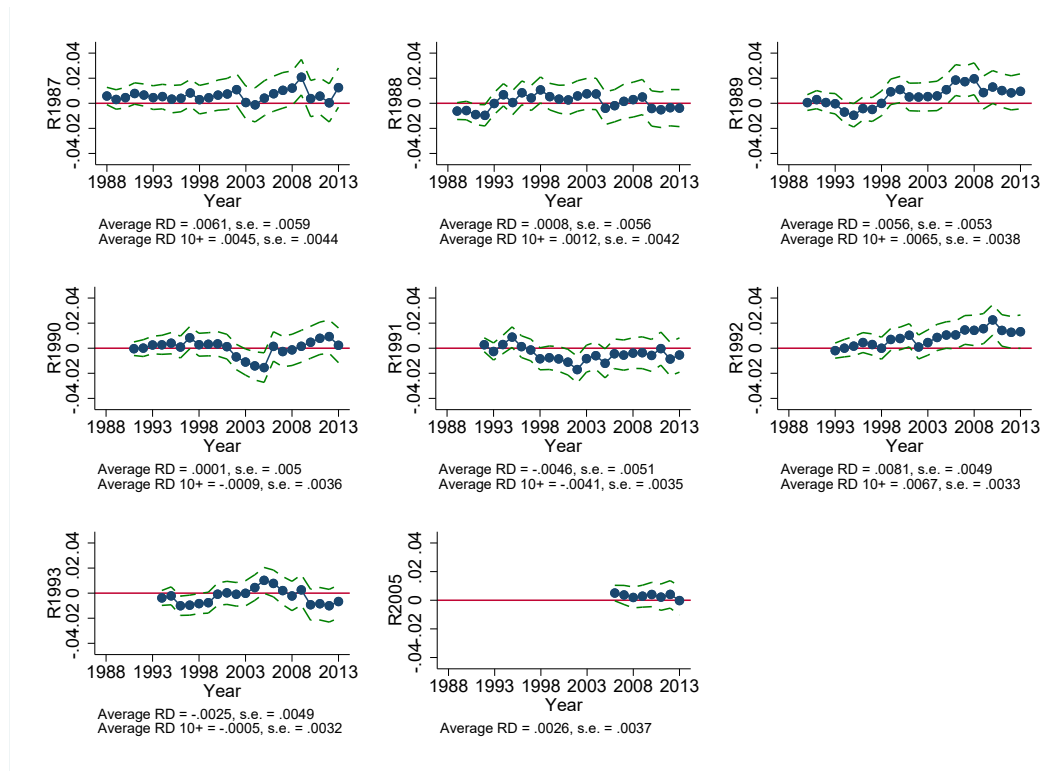 R1987
-.04-.02 0 .02.04
1988 1993 1998 2003 2008 2013
Year
Average RD = .0061, s.e. = .0059
Average RD 10+ = .0045, s.e. = .0044
R1988
-.04-.02 0 .02.04
1988 1993 1998 2003 2008 2013
Year
Average RD = .0008, s.e. = .0056
Average RD 10+ = .0012, s.e. = .0042
R1989
-.04-.02 0 .02.04
1988 1993 1998 2003 2008 2013
Year
Average RD = .0056, s.e. = .0053
Average RD 10+ = .0065, s.e. = .0038
R1990
-.04-.02 0 .02.04
1988 1993 1998 2003 2008 2013
Year
Average RD = .0001, s.e. = .005
Average RD 10+ = -.0009, s.e. = .0036
R1991
-.04-.02 0 .02.04
1988 1993 1998 2003 2008 2013
Year
Average RD = -.0046, s.e. = .0051
Average RD 10+ = -.0041, s.e. = .0035
R1992
-.04-.02 0 .02.04
1988 1993 1998 2003 2008 2013
Year
Average RD = .0081, s.e. = .0049
Average RD 10+ = .0067, s.e. = .0033
R1993
-.04-.02 0 .02.04
1988 1993 1998 2003 2008 2013
Year
Average RD = -.0025, s.e. = .0049
Average RD 10+ = -.0005, s.e. = .0032
R2005
-.04-.02 0 .02.04
1988 1993 1998 2003 2008 2013
Year
Average RD = .0026, s.e. = .0037